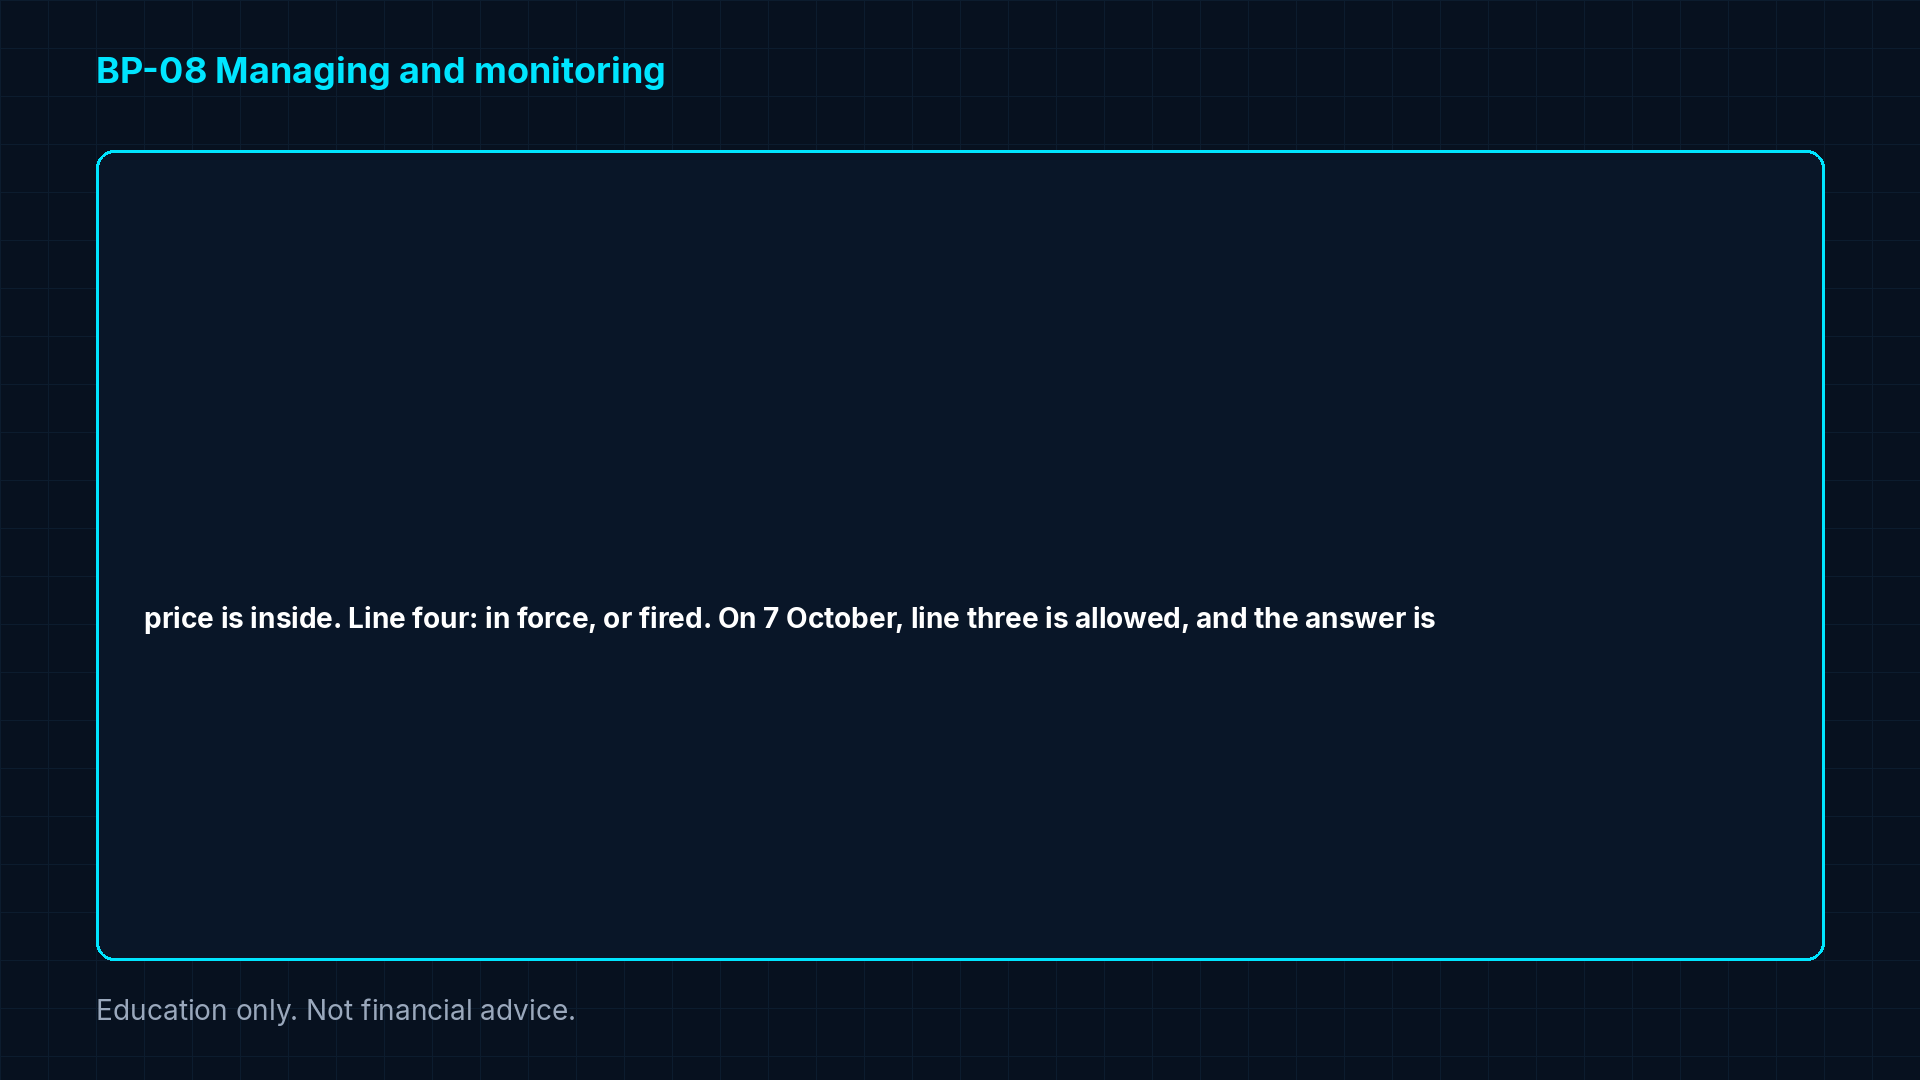 BP-08 Managing and monitoring
price is inside. Line four: in force, or fired. On 7 October, line three is allowed, and the answer is
Education only. Not financial advice.